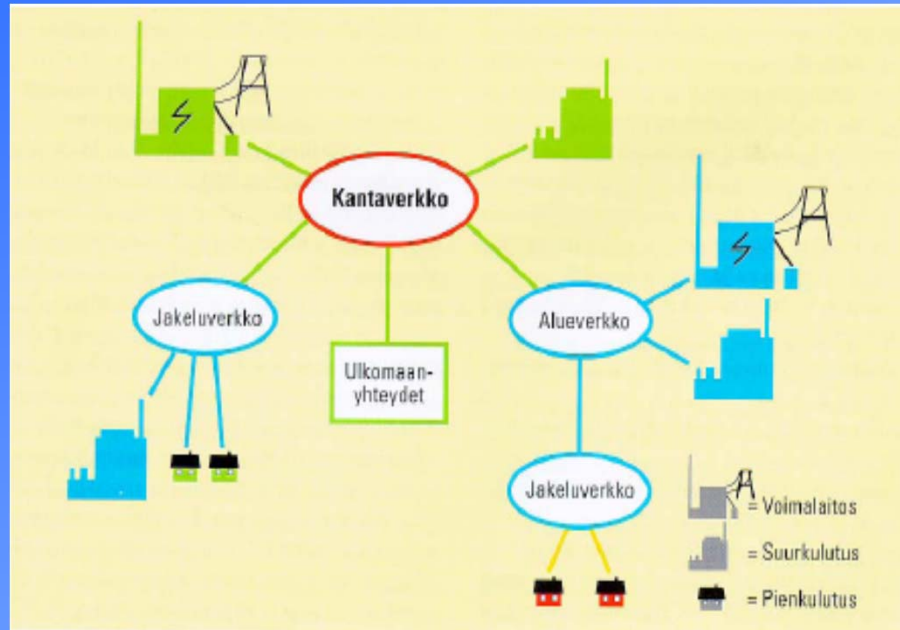 Kantaverkko
Jakeluverkko
Alueverkko
Ulkomaan-
yhteydet
Jakeluverkko
= Voimalaitos
= Suurkulutus
= Pienkulutus